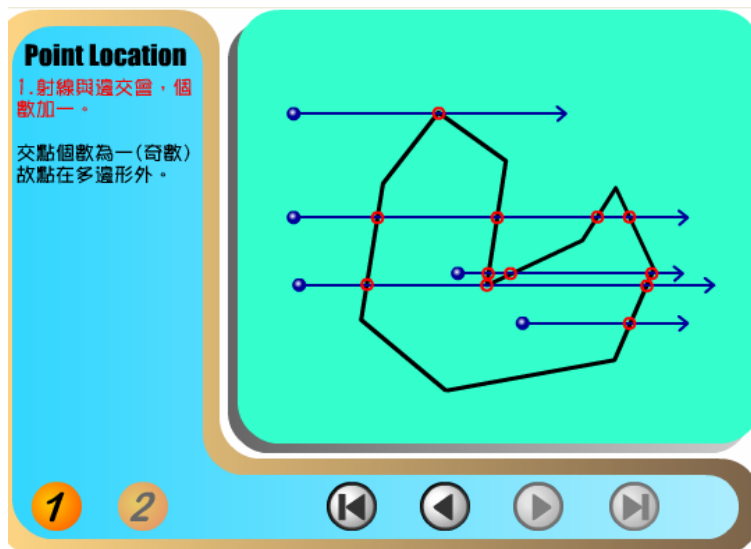 Point Location
1.射線與邊交會，個
數加一。
交點個數為一(奇數)
故點在多邊形外。
1
2